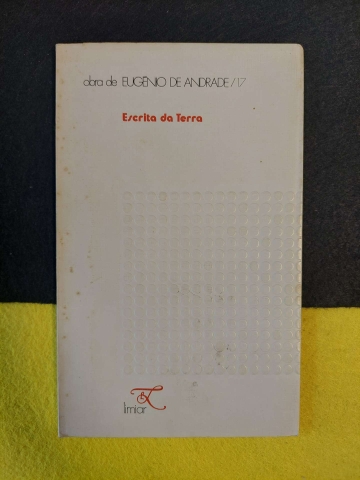 obra de EUGÉNIO DE ANDRADE/17
Escrita da Terra
limiar